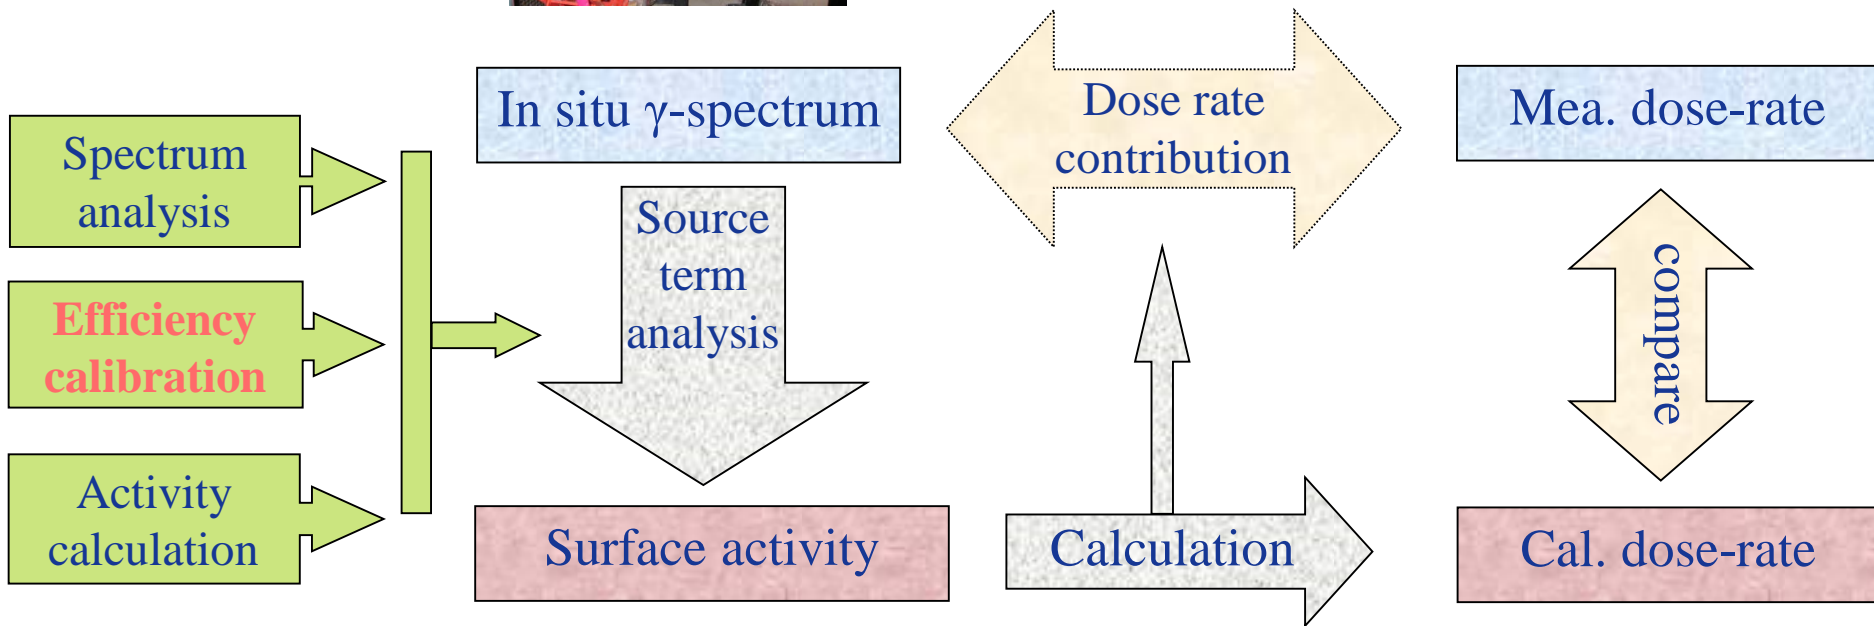 Spectrum
analysis
Efficiency
calibration
Activity
calculation
In situ γ-spectrum
Source
term
analysis
Surface activity
Dose rate
contribution
Calculation
Mea. dose-rate
compare
Cal. dose-rate